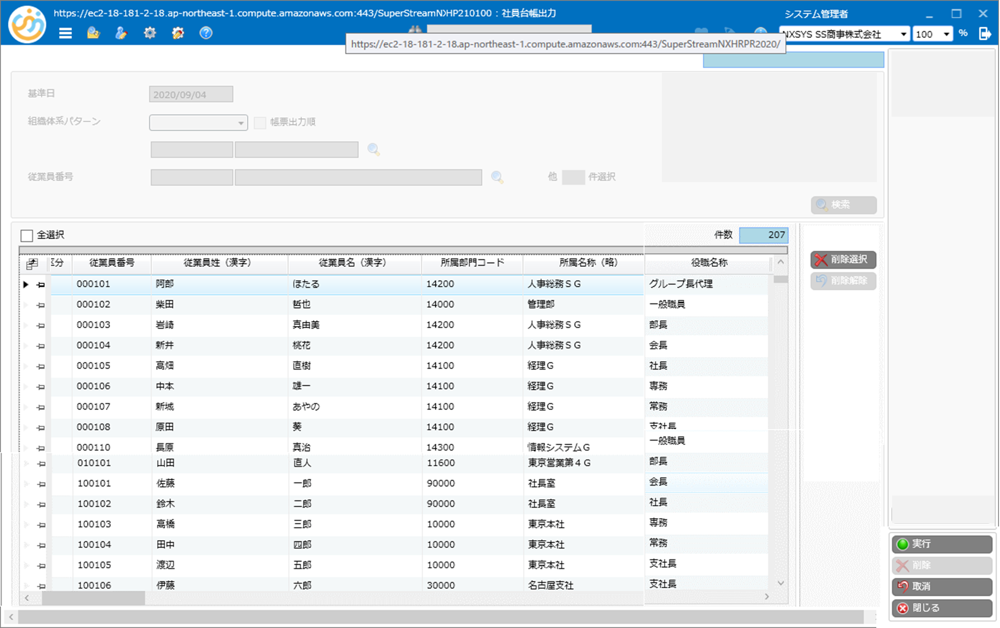 https://ec2-18-181-2-18.ap-northeast-1.compute.amazonaws.com:443/SuperStreamNXHP210100 : 社員台帳出力
システム管理者
NXSYS SS商事株式会社 100 %
https://ec2-18-181-2-18.ap-northeast-1.compute.amazonaws.com:443/SuperStreamNXHRPR2020/
基準日 2020/09/04
組織体系パターン 帳票出力順
従業員番号 他 件選択
検索
全選択 件数 207
区分 従業員番号 従業員姓（漢字） 従業員名（漢字） 所属部門コード 所属名称（略） 役職名称
000101 阿部 ほたる 14200 人事総務ＳＧ グループ長代理
000102 柴田 哲也 14000 管理部 一般職員
000103 岩崎 真由美 14200 人事総務ＳＧ 部長
000104 新井 桃花 14200 人事総務ＳＧ 会長
000105 高畑 直樹 14100 経理Ｇ 社長
000106 中本 雄一 14100 経理Ｇ 専務
000107 新城 あやの 14100 経理Ｇ 常務
000108 原田 葵 14100 経理Ｇ 支社長
000110 長原 真治 14300 情報システムＧ 一般職員
010101 山田 直人 11600 東京営業第４Ｇ 部長
100101 佐藤 一郎 90000 社長室 会長
100102 鈴木 二郎 90000 社長室 社長
100103 高橋 三郎 10000 東京本社 専務
100104 田中 四郎 10000 東京本社 常務
100105 渡辺 五郎 10000 東京本社 支社長
100106 伊藤 六郎 30000 名古屋支社 支社長
削除選択
削除解除
実行
削除
取消
閉じる